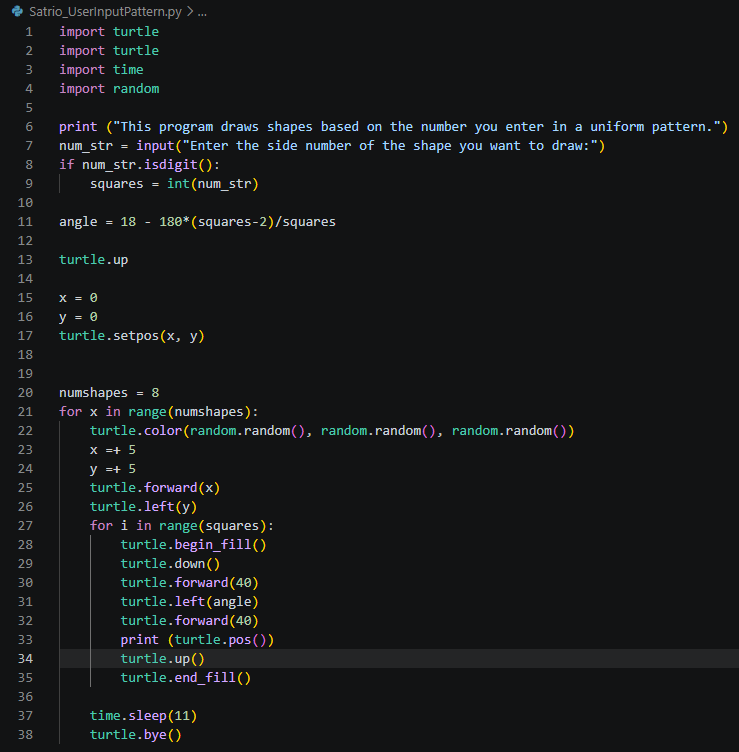 Satrio_UserInputPattern.py > ...
1 import turtle
2 import turtle
3 import time
4 import random
5
6 print ("This program draws shapes based on the number you enter in a uniform pattern.")
7 num_str = input("Enter the side number of the shape you want to draw:")
8 if num_str.isdigit():
9     squares = int(num_str)
10
11 angle = 18 - 180*(squares-2)/squares
12
13 turtle.up
14
15 x = 0
16 y = 0
17 turtle.setpos(x, y)
18
19
20 numshapes = 8
21 for x in range(numshapes):
22     turtle.color(random.random(), random.random(), random.random())
23     x =+ 5
24     y =+ 5
25     turtle.forward(x)
26     turtle.left(y)
27     for i in range(squares):
28         turtle.begin_fill()
29         turtle.down()
30         turtle.forward(40)
31         turtle.left(angle)
32         turtle.forward(40)
33         print (turtle.pos())
34         turtle.up()
35         turtle.end_fill()
36
37     time.sleep(11)
38     turtle.bye()